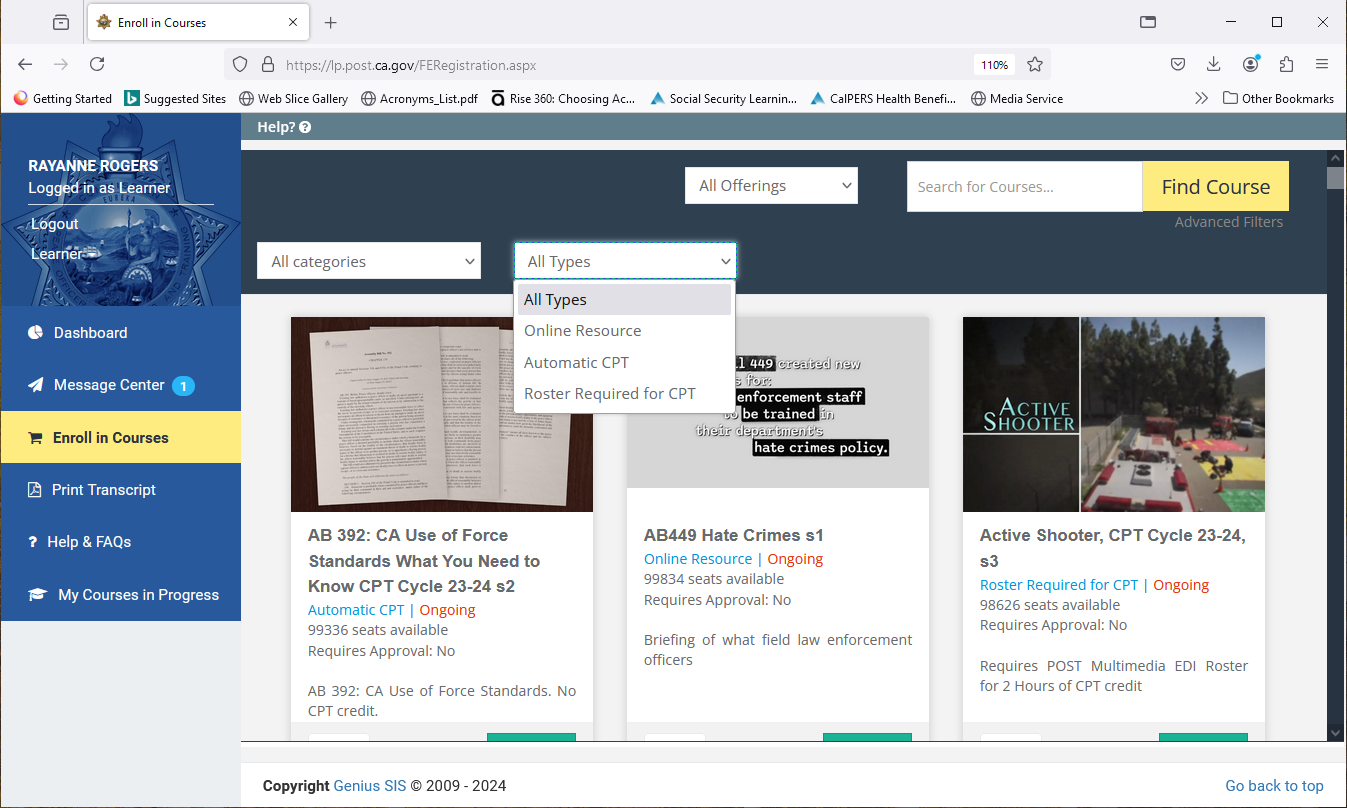 Enroll in Courses
https://lp.post.ca.gov/FERegistration.aspx
110%
Getting Started
Suggested Sites
Web Slice Gallery
Acronyms_List.pdf
Rise 360: Choosing Ac...
Social Security Learnin...
CalPERS Health Benefi...
Media Service
Other Bookmarks
RAYANNE ROGERS
Logged in as Learner
EUREKA
Logout
Learner
Dashboard
Message Center 1
Enroll in Courses
Print Transcript
Help & FAQs
My Courses in Progress
Help?
All Offerings
Search for Courses...
Find Course
Advanced Filters
All categories
All Types
All Types
Online Resource
Automatic CPT
Roster Required for CPT
449 created new
for:
enforcement staff
be trained in
their department's
hate crimes policy.
ACTIVE
SHOOTER
AB 392: CA Use of Force
Standards What You Need to
Know CPT Cycle 23-24 s2
Automatic CPT | Ongoing
99336 seats available
Requires Approval: No
AB 392: CA Use of Force Standards. No
CPT credit.
AB449 Hate Crimes s1
Online Resource | Ongoing
99834 seats available
Requires Approval: No
Briefing of what field law enforcement
officers
Active Shooter, CPT Cycle 23-24,
s3
Roster Required for CPT | Ongoing
98626 seats available
Requires Approval: No
Requires POST Multimedia EDI Roster
for 2 Hours of CPT credit
Copyright Genius SIS © 2009 - 2024
Go back to top